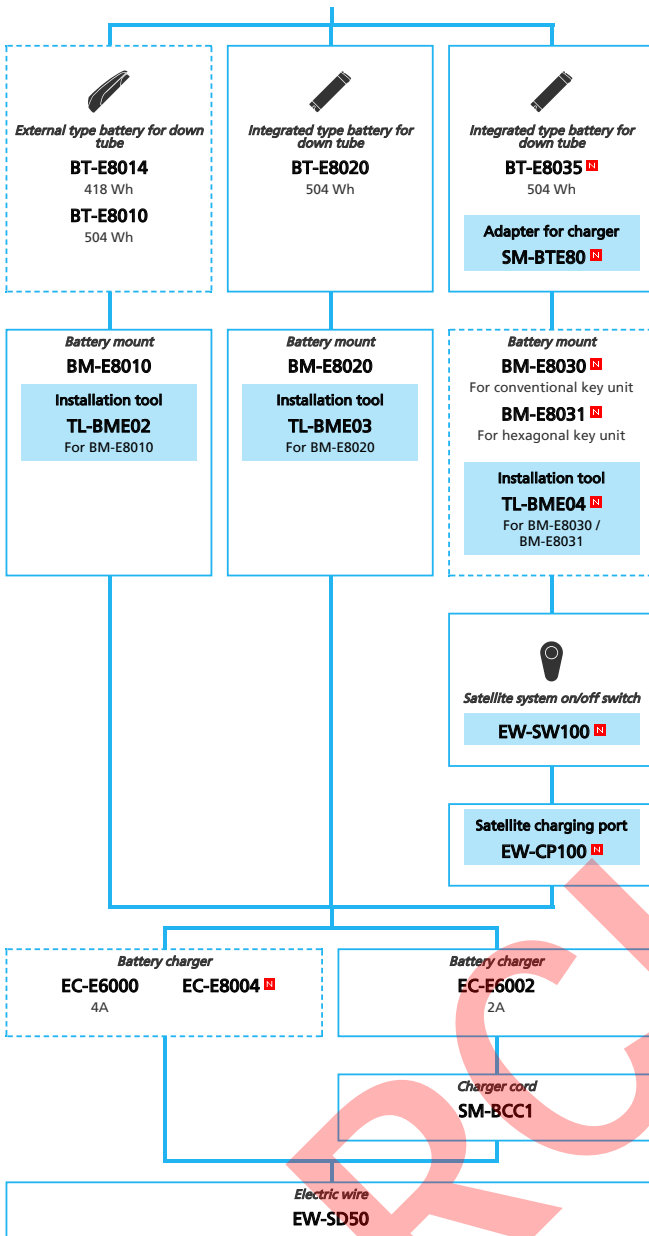 External type battery for down
tube
BT-E8014
418 Wh
BT-E8010
504 Wh
Integrated type battery for
down tube
BT-E8020
504 Wh
Integrated type battery for
down tube
BT-E8035 N
504 Wh
Adapter for charger
SM-BTE80 N
Battery mount
BM-E8010
Installation tool
TL-BME02
For BM-E8010
Battery mount
BM-E8020
Installation tool
TL-BME03
For BM-E8020
Battery mount
BM-E8030 N
For conventional key unit
BM-E8031 N
For hexagonal key unit
Installation tool
TL-BME04 N
For BM-E8030 /
BM-E8031
Satellite system on/off switch
EW-SW100 N
Satellite charging port
EW-CP100 N
Battery charger
EC-E6000 EC-E8004 N
4A
Battery charger
EC-E6002
2A
Charger cord
SM-BCC1
Electric wire
EW-SD50